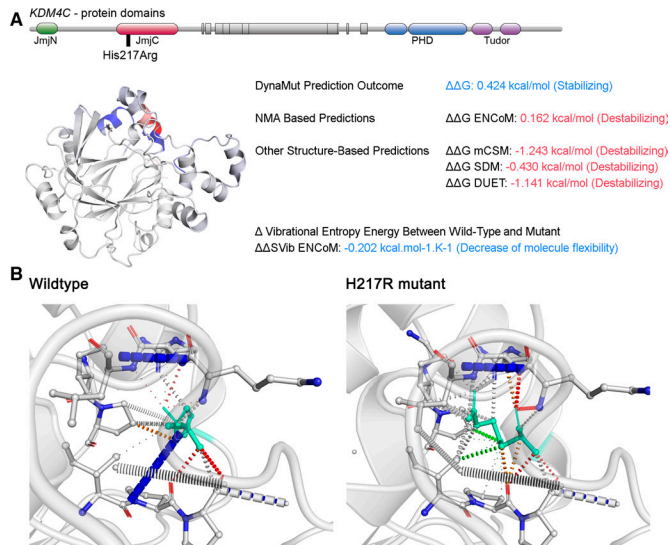 A
KDM4C - protein domains
JmjN
JmjC
PHD
Tudor
His217Arg
DynaMut Prediction Outcome
ΔΔG: 0.424 kcal/mol (Stabilizing)
NMA Based Predictions
ΔΔG ENCoM: 0.162 kcal/mol (Destabilizing)
Other Structure-Based Predictions
ΔΔG mCSM: -1.243 kcal/mol (Destabilizing)
ΔΔG SDM: -0.430 kcal/mol (Destabilizing)
ΔΔG DUET: -1.141 kcal/mol (Destabilizing)
Δ Vibrational Entropy Energy Between Wild-Type and Mutant
ΔΔSVib ENCoM: -0.202 kcal.mol-1.K-1 (Decrease of molecule flexibility)
B
Wildtype
H217R mutant